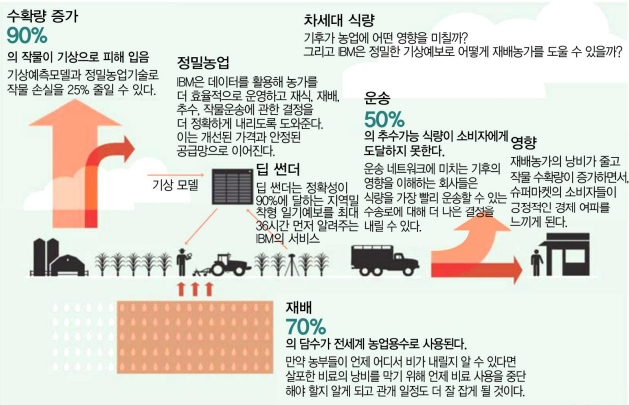 수확량 증가
90%
의 작물이 기상으로 피해 입음
기상예측모델과 정밀농업기술로
작물 손실을 25% 줄일 수 있다.
차세대 식량
기후가 농업에 어떤 영향을 미칠까?
그리고 IBM은 정밀한 기상예보로 어떻게 재배농가를 도울 수 있을까?
정밀농업
IBM은 데이터를 활용해 농가를
더 효율적으로 운영하고 재식, 재배,
추수, 작물운송에 관한 결정을
더 정확하게 내리도록 도와준다.
이는 개선된 가격과 안정된
공급망으로 이어진다.
기상 모델
딥 썬더
딥 썬더는 정확성이
90%에 달하는 지역밀
착형 일기예보를 최대
36시간 먼저 알려주는
IBM의 서비스
운송
50%
의 추수가능 식량이 소비자에게
도달하지 못한다.
운송 네트워크에 미치는 기후의
영향을 이해하는 회사들은
식량을 가장 빨리 운송할 수 있는
수송로에 대해 더 나은 결정을
내릴 수 있다.
영향
재배농가의 낭비가 줄고
작물 수확량이 증가하면서,
슈퍼마켓의 소비자들이
긍정적인 경제 여파를
느끼게 된다.
재배
70%
의 담수가 전세계 농업용수로 사용된다.
만약 농부들이 언제 어디서 비가 내릴지 알 수 있다면
살포한 비료의 낭비를 막기 위해 언제 비료 사용을 중단
해야 할지 알게 되고 관개 일정도 더 잘 잡게 될 것이다.